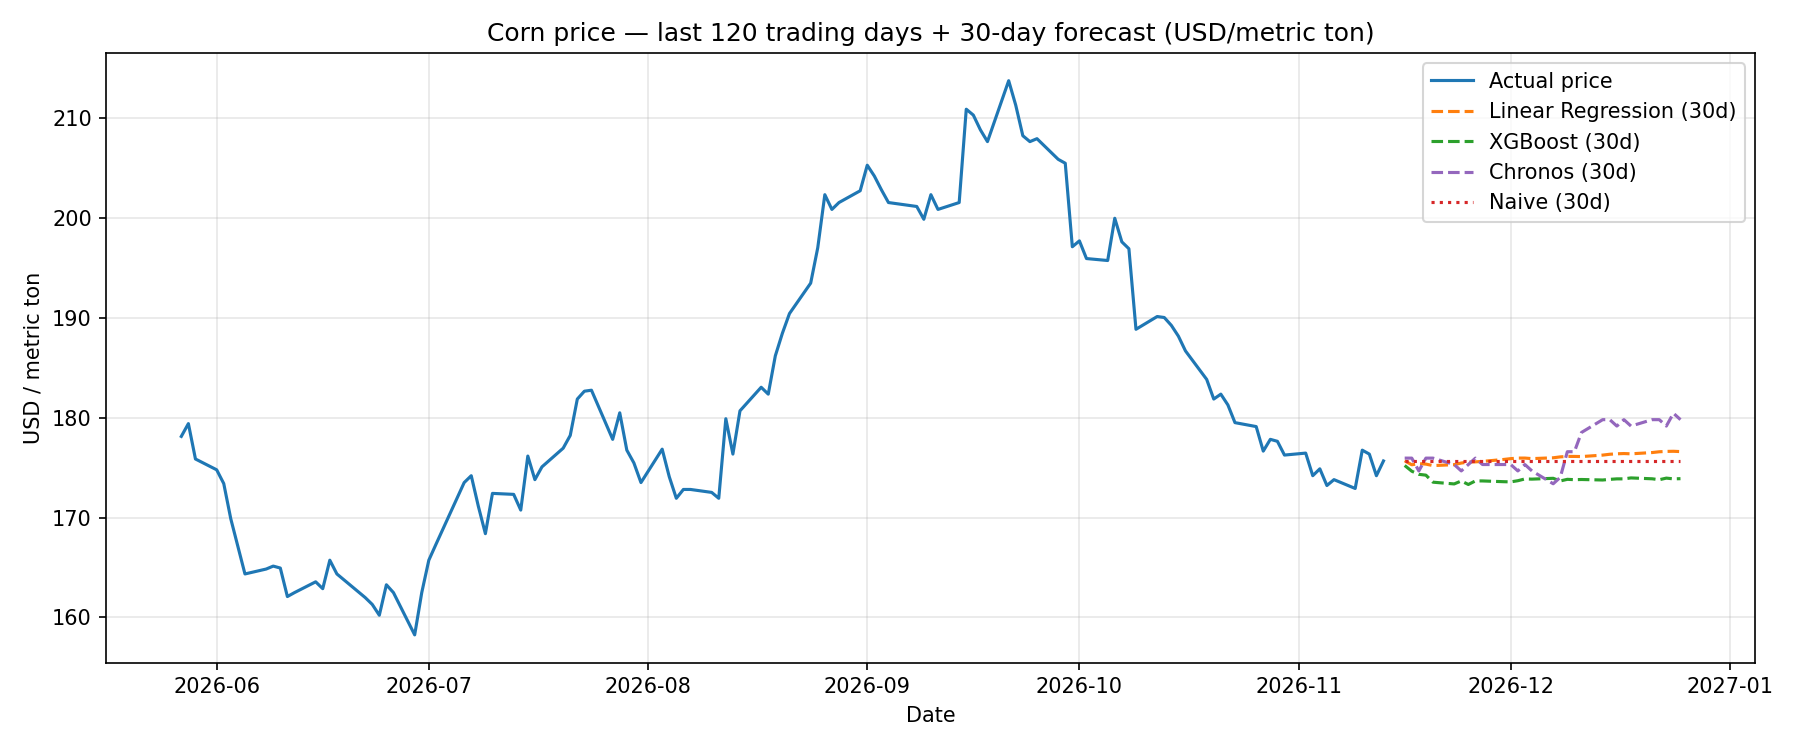 Corn price — last 120 trading days + 30-day forecast (USD/metric ton)
Actual price
Linear Regression (30d)
XGBoost (30d)
Chronos (30d)
Naive (30d)
USD / metric ton
210
200
190
180
170
160
2026-06
2026-07
2026-08
2026-09
2026-10
2026-11
2026-12
2027-01
Date